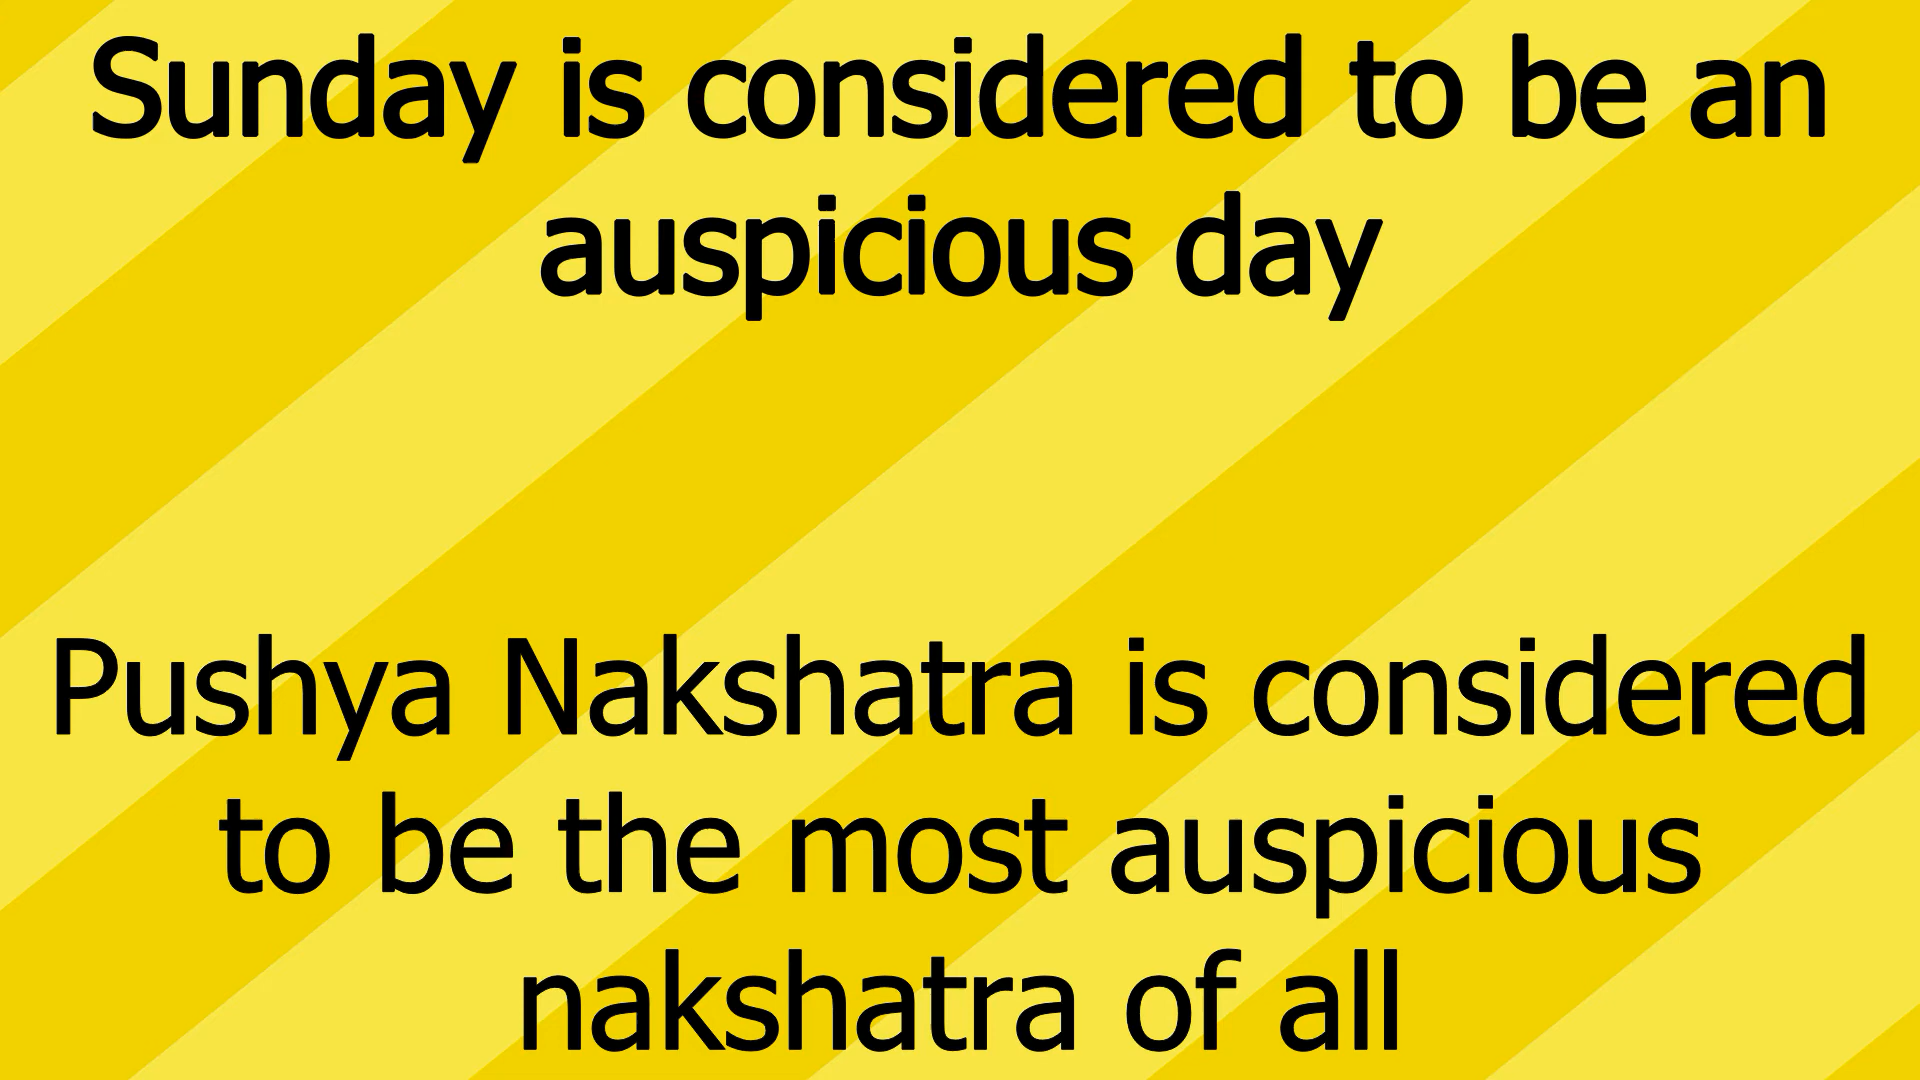 Sunday is considered to be an
auspicious day
Pushya Nakshatra is considered
to be the most auspicious
nakshatra of all